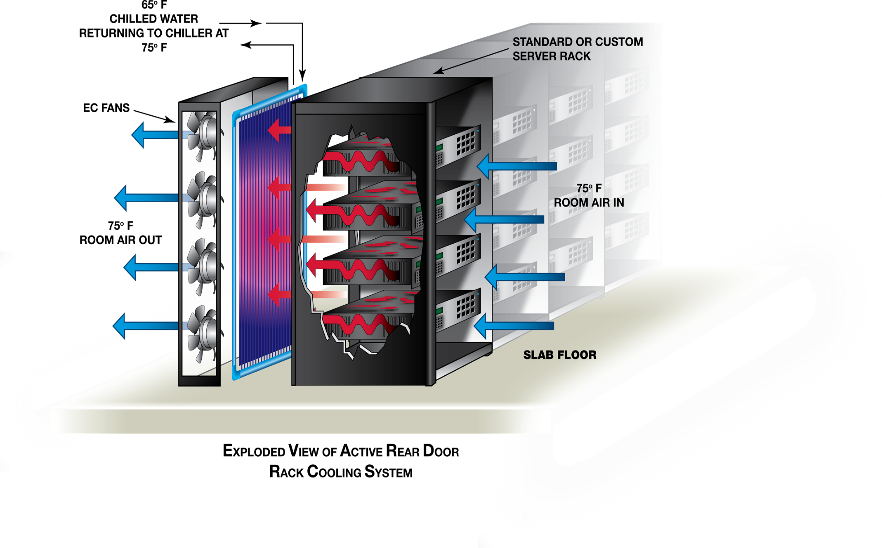 65° F
CHILLED WATER
RETURNING TO CHILLER AT
75° F
STANDARD OR CUSTOM
SERVER RACK
EC FANS
75° F
ROOM AIR IN
75° F
ROOM AIR OUT
SLAB FLOOR
EXPLODED VIEW OF ACTIVE REAR DOOR
RACK COOLING SYSTEM